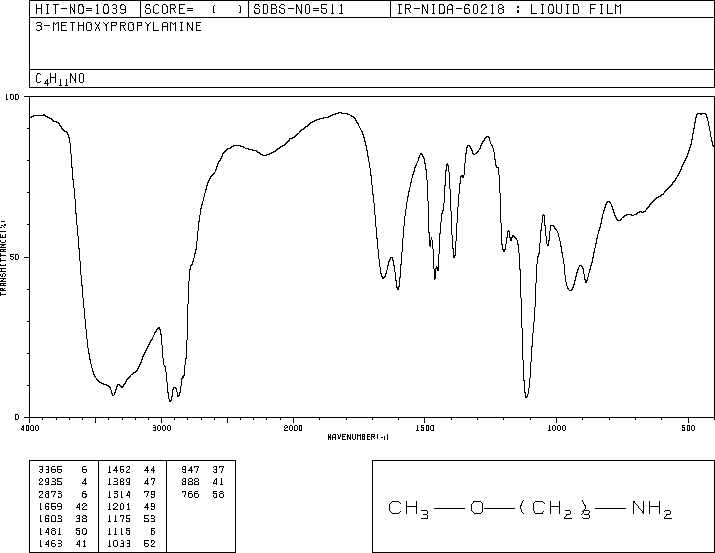 HIT-NO=1039 SCORE= ( ) SDBS-NO=511 IR-NIDA-60218 : LIQUID FILM
3-METHOXYPROPYLAMINE
C4H11NO
100
TRANSMITTANCE(%)
50
0
4000 3000 2000 1500 1000 500
WAVENUMBER(-1)
3366 6 1462 44 947 37
2935 4 1389 47 888 41
2873 6 1314 79 766 58
1659 42 1201 49
1603 38 1175 53
1481 50 1115 6
1463 41 1033 52
CH3 — O — (CH2)3 — NH2